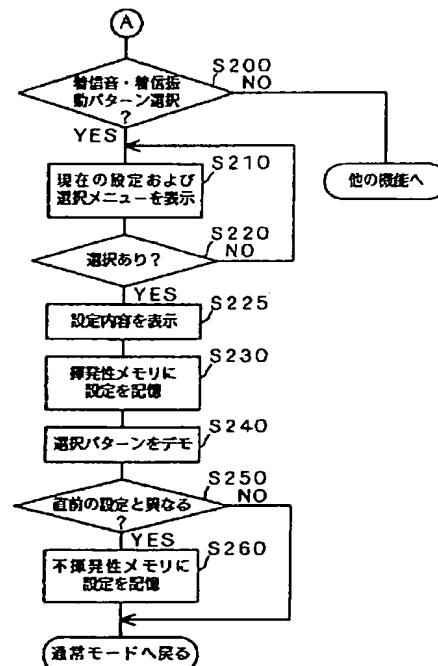 A
S200
着信音・着信振
動パターン選択
?
NO
YES
S210
現在の設定および
選択メニューを表示
他の機能へ
S220
選択あり?
NO
YES
S225
設定内容を表示
S230
揮発性メモリに
設定を記憶
S240
選択パターンをデモ
S250
直前の設定と異なる
?
NO
YES
S260
不揮発性メモリに
設定を記憶
通常モードへ戻る